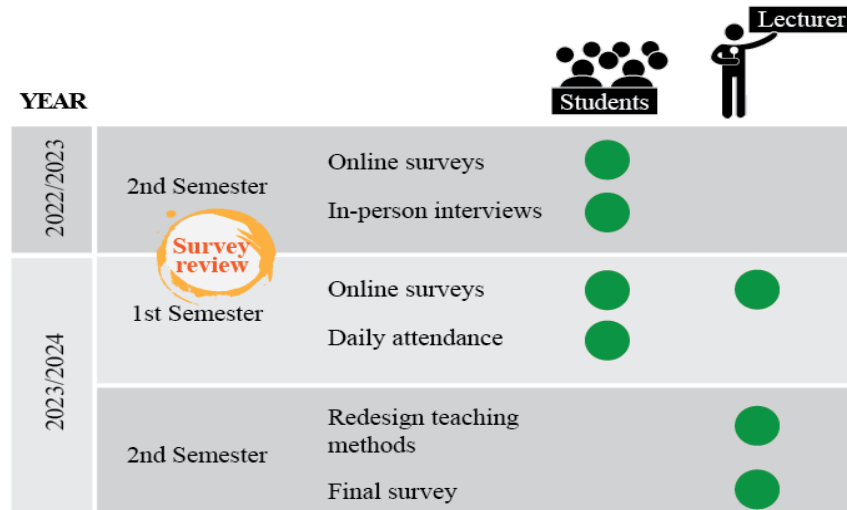 Lecturer
Students
YEAR
2022/2023
2nd Semester
Online surveys
In-person interviews
Survey
review
2023/2024
1st Semester
Online surveys
Daily attendance
2nd Semester
Redesign teaching
methods
Final survey